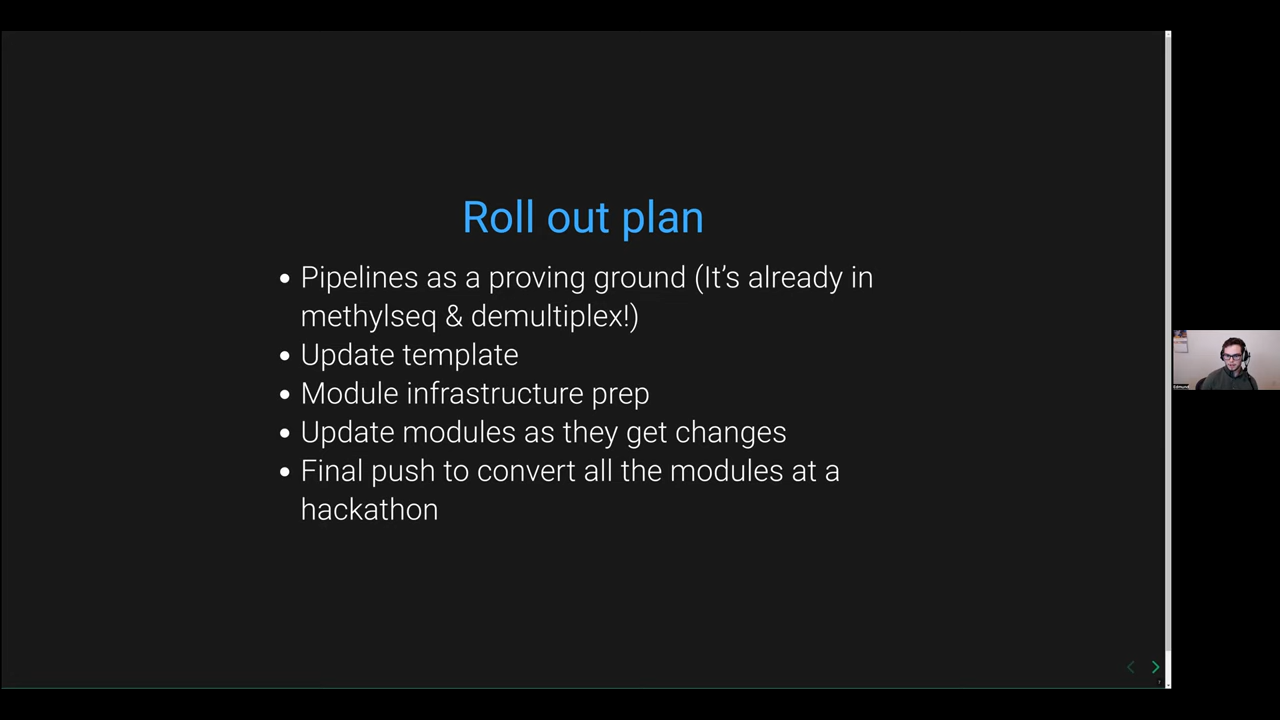 Roll out plan
• Pipelines as a proving ground (It's already in
methylseq & demultiplex!)
• Update template
• Module infrastructure prep
• Update modules as they get changes
• Final push to convert all the modules at a
hackathon
Edmund